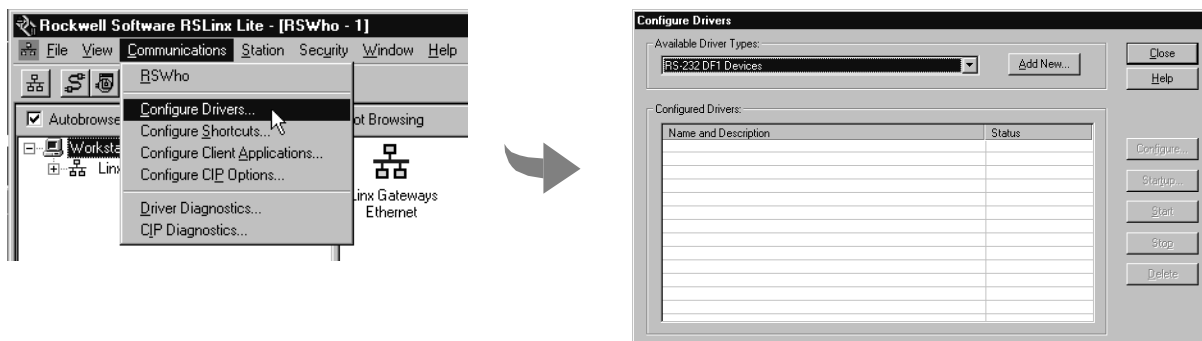 Rockwell Software RSLinx Lite - [RSWho - 1]
File View Communications Station Security Window Help
RSWho
Configure Drivers...
Configure Shortcuts...
Configure Client Applications...
Configure CIP Options...
Driver Diagnostics...
CIP Diagnostics...
Autobrowse
ot Browsing
Worksta
Linx
Linx Gateways
Ethernet
Configure Drivers
Available Driver Types:
RS-232 DF1 Devices
Add New...
Close
Help
Configured Drivers:
Name and Description Status
Configure...
Startup...
Start
Stop
Delete